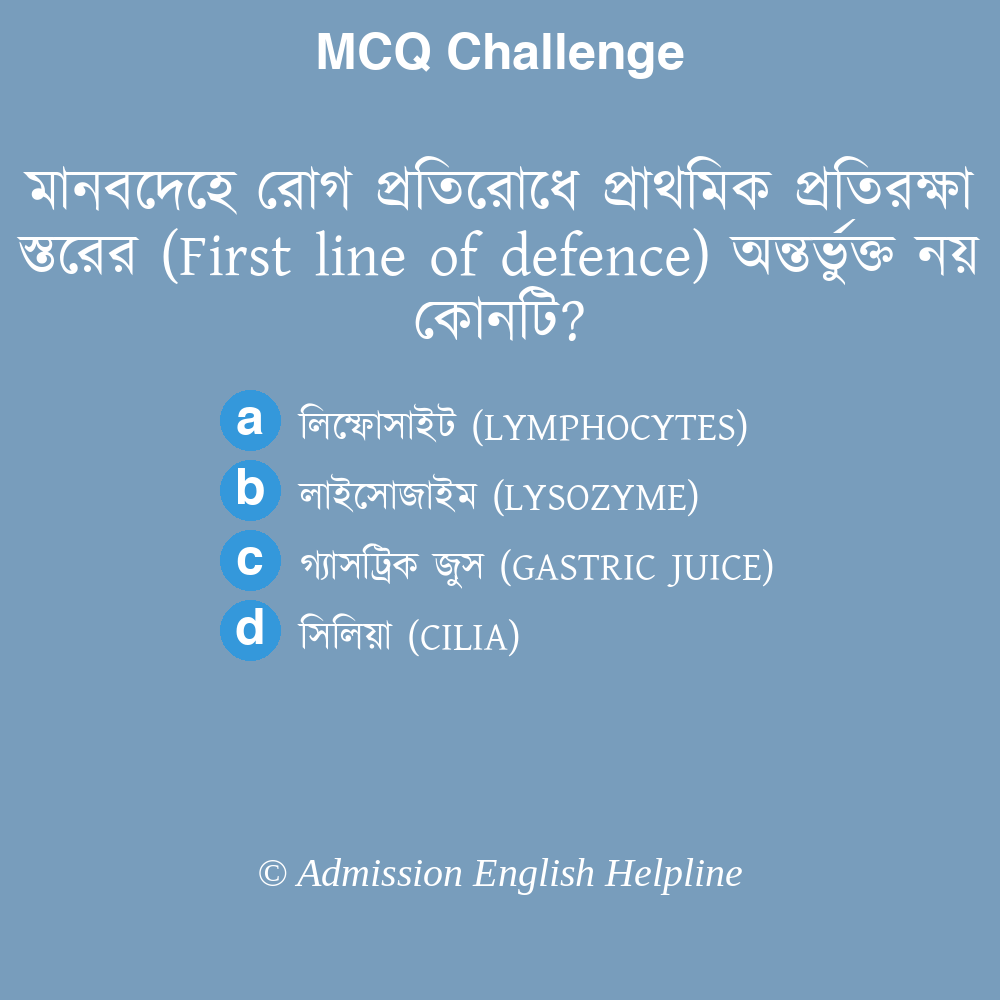 MCQ Challenge
মানবদেহে রোগ প্রতিরোধে প্রাথমিক প্রতিরক্ষা
স্তরের (First line of defence) অন্তর্ভুক্ত নয়
কোনটি?
a লিম্ফোসাইট (LYMPHOCYTES)
b লাইসোজাইম (LYSOZYME)
c গ্যাসট্রিক জুস (GASTRIC JUICE)
d সিলিয়া (CILIA)
© Admission English Helpline